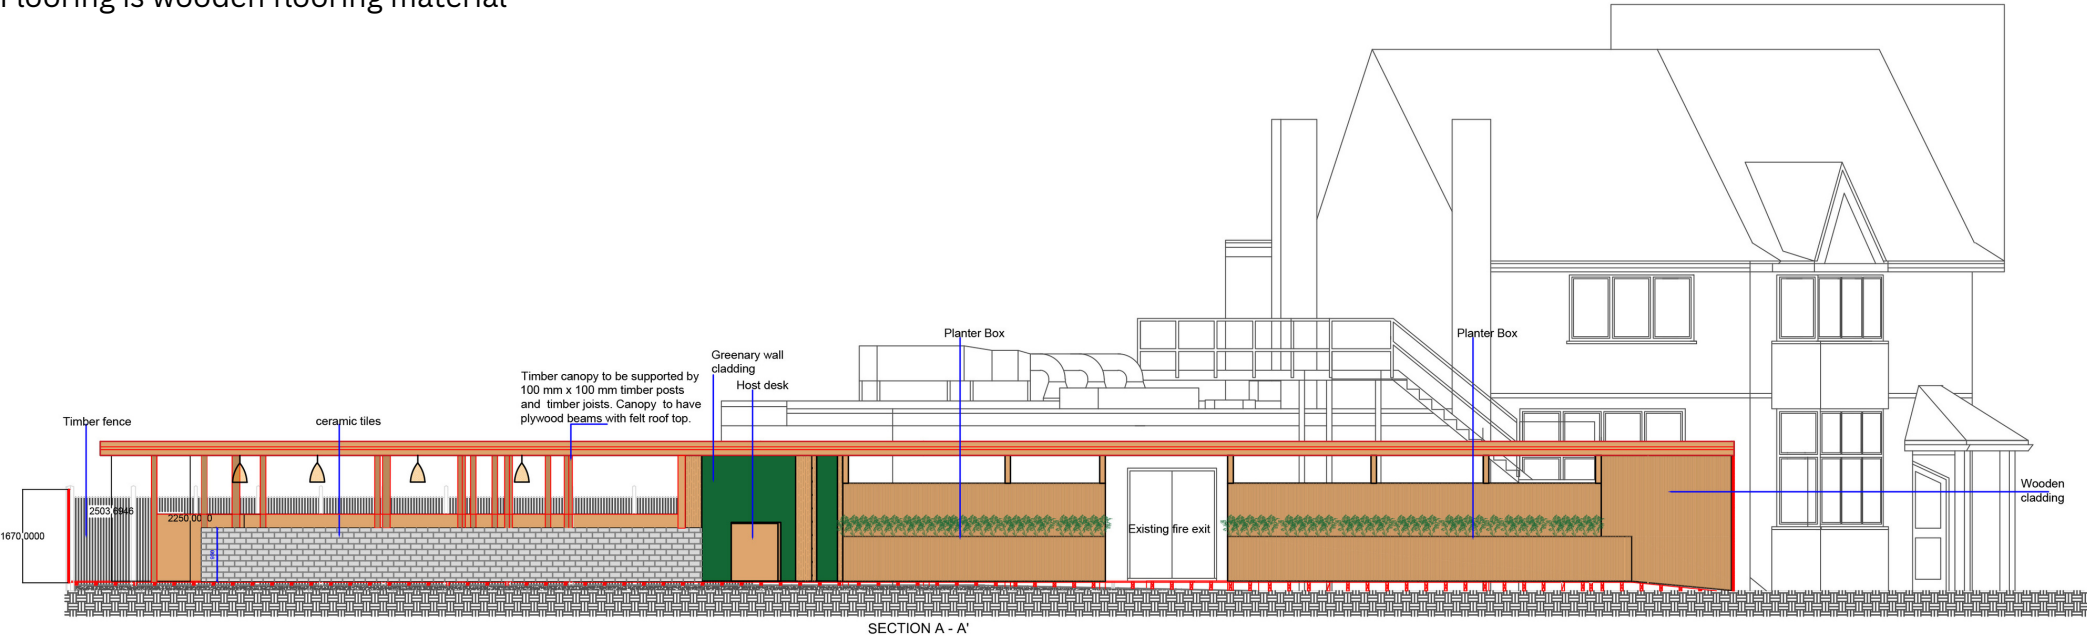 Flooring is wooden flooring material
Planter Box
Planter Box
Greenary wall
cladding
Timber canopy to be supported by
100 mm x 100 mm timber posts
and timber joists. Canopy to have
plywood beams with felt roof top.
Host desk
Timber fence
ceramic tiles
Wooden
cladding
2503,6946
1670,0000
Existing fire exit
SECTION A - A'